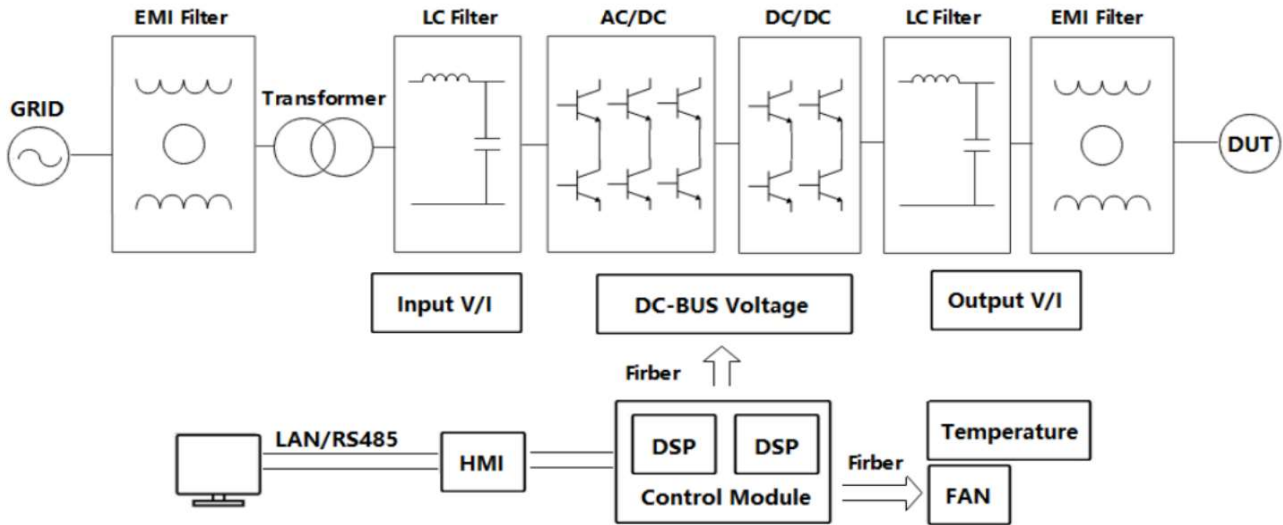 EMI Filter
LC Filter
AC/DC
DC/DC
LC Filter
EMI Filter
GRID
Transformer
DUT
Input V/I
DC-BUS Voltage
Output V/I
Firber
LAN/RS485
HMI
DSP
DSP
Control Module
Firber
Temperature
FAN